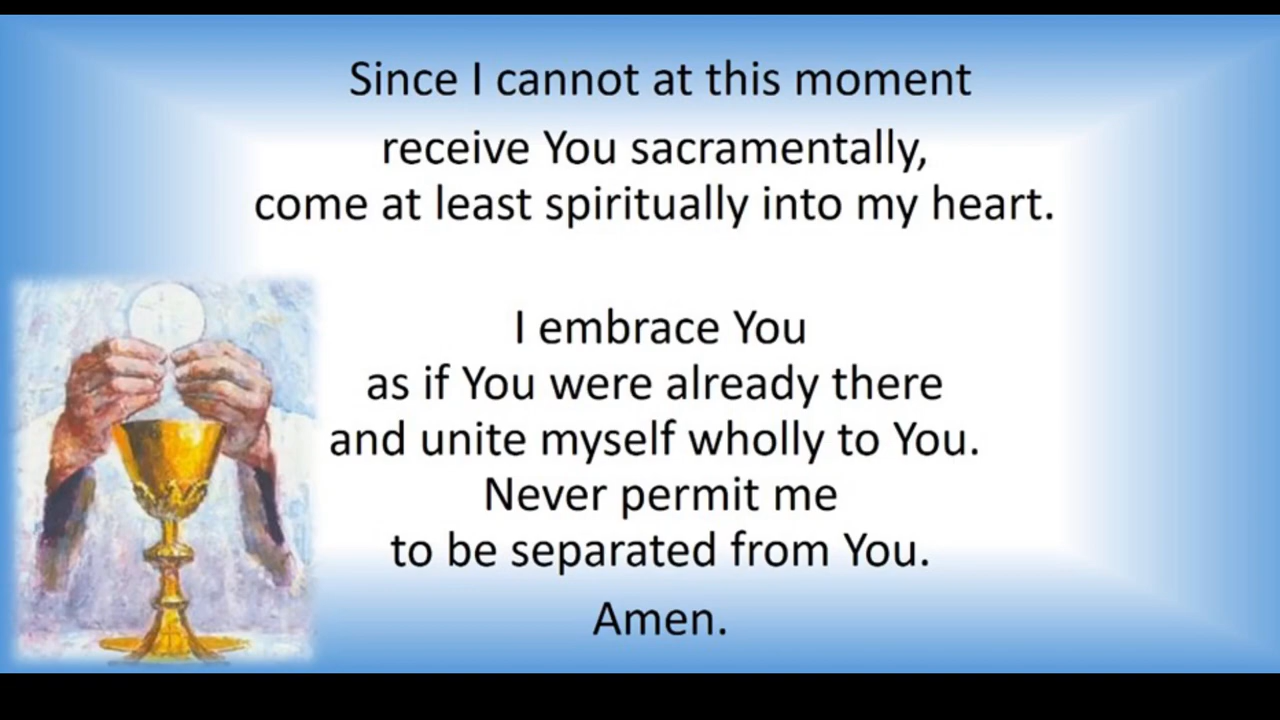 Since I cannot at this moment
receive You sacramentally,
come at least spiritually into my heart.
I embrace You
as if You were already there
and unite myself wholly to You.
Never permit me
to be separated from You.
Amen.